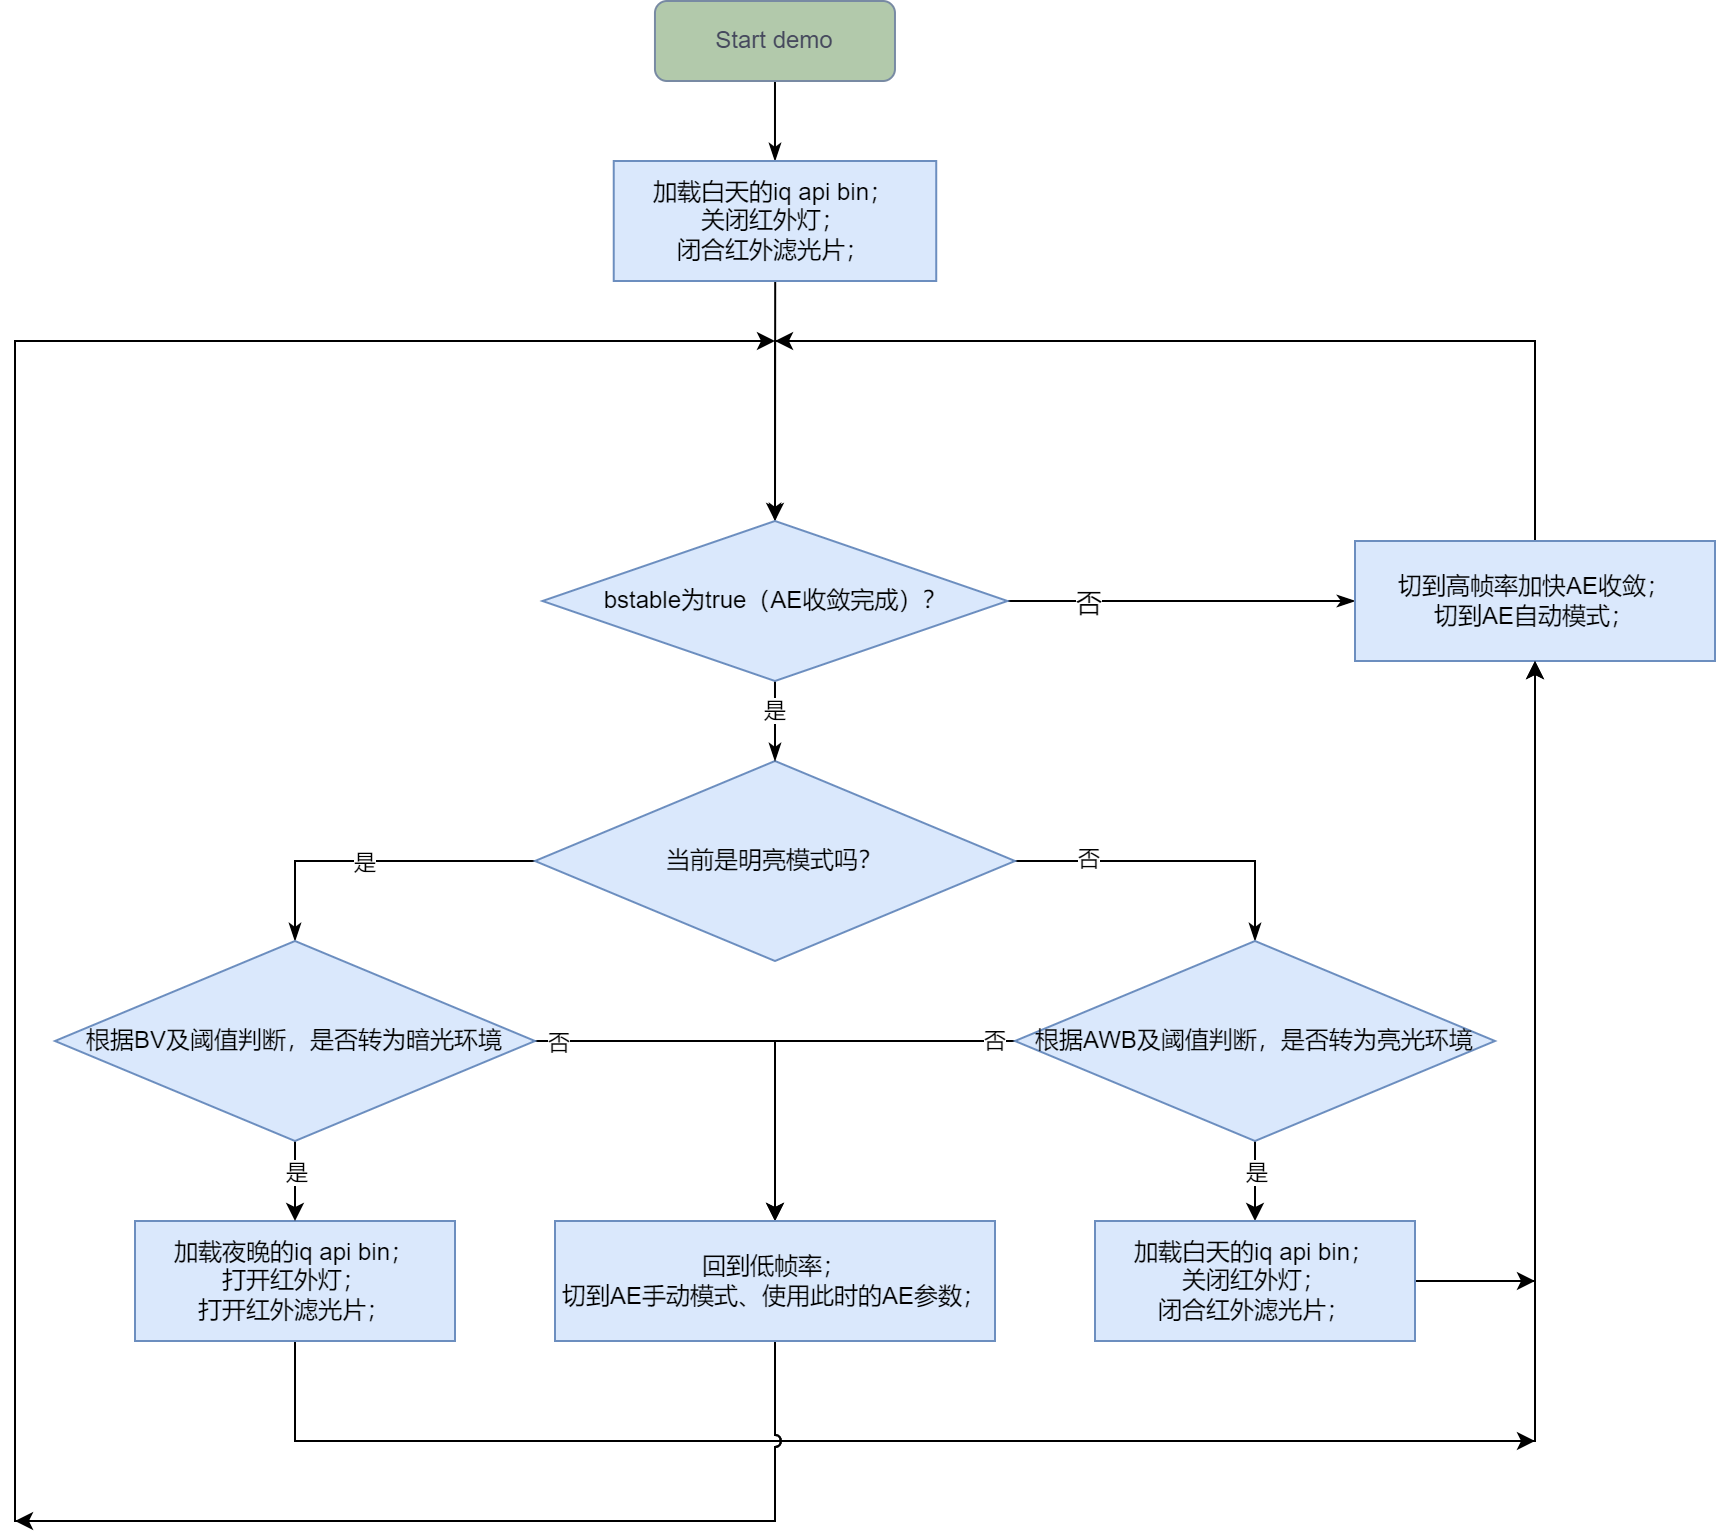 Start demo
加载白天的iq api bin；
关闭红外灯；
闭合红外滤光片；
bstable为true（AE收敛完成）？
否
切到高帧率加快AE收敛；
切到AE自动模式；
是
当前是明亮模式吗？
是
否
根据BV及阈值判断，是否转为暗光环境
否
否
根据AWB及阈值判断，是否转为亮光环境
是
是
加载夜晚的iq api bin；
打开红外灯；
打开红外滤光片；
回到低帧率；
切到AE手动模式、使用此时的AE参数；
加载白天的iq api bin；
关闭红外灯；
闭合红外滤光片；